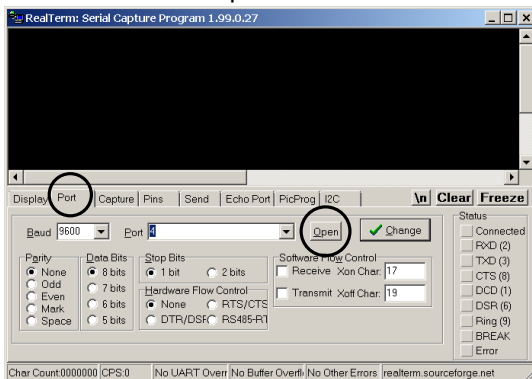 RealTerm: Serial Capture Program 1.99.0.27
Display Port Capture Pins Send Echo Port PicProg I2C \n Clear Freeze
Baud 9600 Port 4 Open Change
Status
Connected
RXD (2)
TXD (3)
CTS (8)
DCD (1)
DSR (6)
Ring (9)
BREAK
Error
Parity
None
Odd
Even
Mark
Space
Data Bits
8 bits
7 bits
6 bits
5 bits
Stop Bits
1 bit 2 bits
Hardware Flow Control
None RTS/CTS
DTR/DSR RS485-RT
Software Flow Control
Receive Xon Char: 17
Transmit Xoff Char: 19
Char Count:0000000 CPS:0 No UART Overr No Buffer Overfl No Other Errors realterm.sourceforge.net